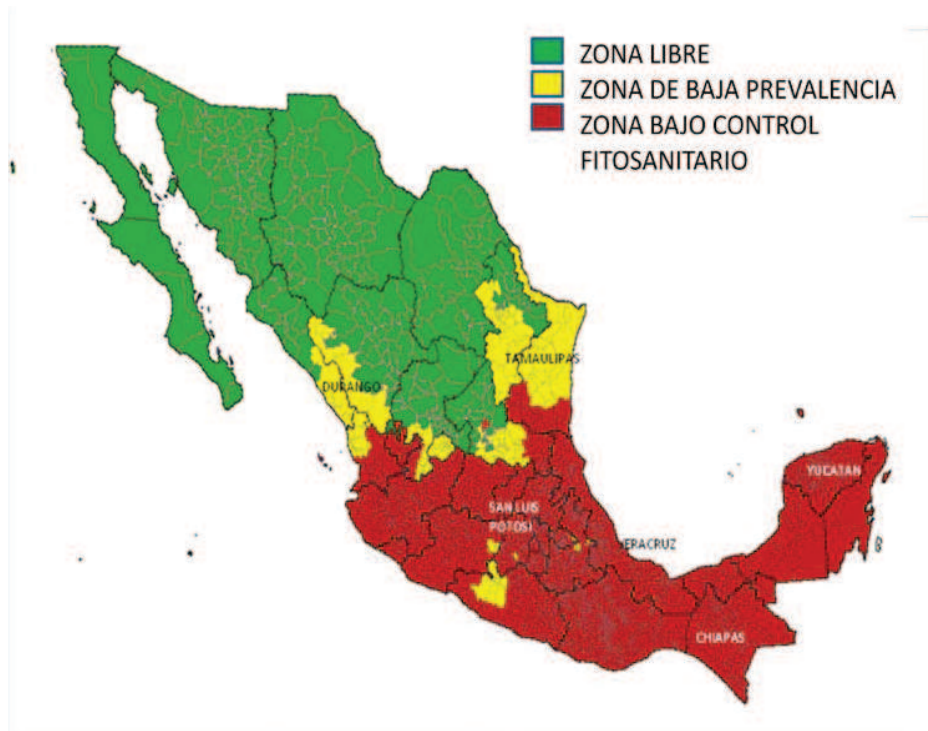 ZONA LIBRE
ZONA DE BAJA PREVALENCIA
ZONA BAJO CONTROL
FITOSANITARIO
TAMAULIPAS
DURANGO
YUCATAN
SAN LUIS
POTOSI
ERACRUZ
CHIAPAS